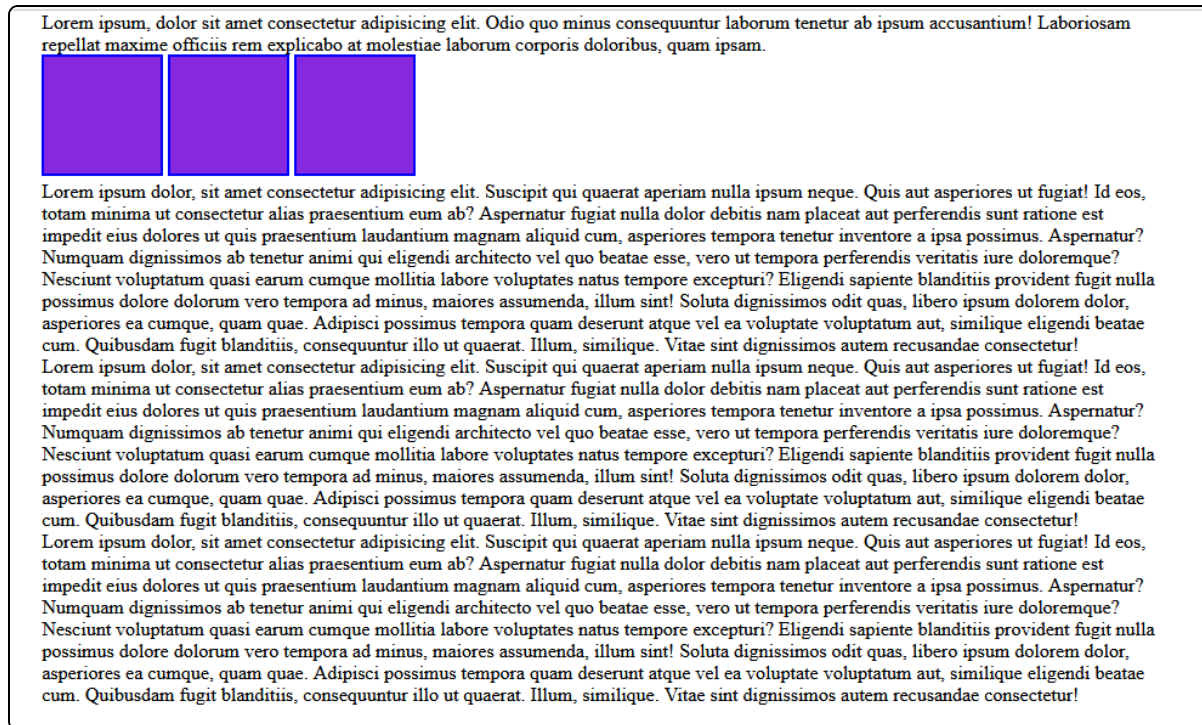 Lorem ipsum, dolor sit amet consectetur adipisicing elit. Odio quo minus consequuntur laborum tenetur ab ipsum accusantium! Laboriosam
repellat maxime officiis rem explicabo at molestiae laborum corporis doloribus, quam ipsam.
Lorem ipsum dolor, sit amet consectetur adipisicing elit. Suscipit qui quaerat aperiam nulla ipsum neque. Quis aut asperiores ut fugiat! Id eos,
totam minima ut consectetur alias praesentium eum ab? Aspernatur fugiat nulla dolor debitis nam placeat aut perferendis sunt ratione est
impedit eius dolores ut quis praesentium laudantium magnam aliquid cum, asperiores tempora tenetur inventore a ipsa possimus. Aspernatur?
Numquam dignissimos ab tenetur animi qui eligendi architecto vel quo beatae esse, vero ut tempora perferendis veritatis iure doloremque?
Nesciunt voluptatum quasi earum cumque mollitia labore voluptates natus tempore excepturi? Eligendi sapiente blanditiis provident fugit nulla
possimus dolore dolorum vero tempora ad minus, maiores assumenda, illum sint! Soluta dignissimos odit quas, libero ipsum dolorem dolor,
asperiores ea cumque, quam quae. Adipisci possimus tempora quam deserunt atque vel ea voluptate voluptatum aut, similique eligendi beatae
cum. Quibusdam fugit blanditiis, consequuntur illo ut quaerat. Illum, similique. Vitae sint dignissimos autem recusandae consectetur!
Lorem ipsum dolor, sit amet consectetur adipisicing elit. Suscipit qui quaerat aperiam nulla ipsum neque. Quis aut asperiores ut fugiat! Id eos,
totam minima ut consectetur alias praesentium eum ab? Aspernatur fugiat nulla dolor debitis nam placeat aut perferendis sunt ratione est
impedit eius dolores ut quis praesentium laudantium magnam aliquid cum, asperiores tempora tenetur inventore a ipsa possimus. Aspernatur?
Numquam dignissimos ab tenetur animi qui eligendi architecto vel quo beatae esse, vero ut tempora perferendis veritatis iure doloremque?
Nesciunt voluptatum quasi earum cumque mollitia labore voluptates natus tempore excepturi? Eligendi sapiente blanditiis provident fugit nulla
possimus dolore dolorum vero tempora ad minus, maiores assumenda, illum sint! Soluta dignissimos odit quas, libero ipsum dolorem dolor,
asperiores ea cumque, quam quae. Adipisci possimus tempora quam deserunt atque vel ea voluptate voluptatum aut, similique eligendi beatae
cum. Quibusdam fugit blanditiis, consequuntur illo ut quaerat. Illum, similique. Vitae sint dignissimos autem recusandae consectetur!
Lorem ipsum dolor, sit amet consectetur adipisicing elit. Suscipit qui quaerat aperiam nulla ipsum neque. Quis aut asperiores ut fugiat! Id eos,
totam minima ut consectetur alias praesentium eum ab? Aspernatur fugiat nulla dolor debitis nam placeat aut perferendis sunt ratione est
impedit eius dolores ut quis praesentium laudantium magnam aliquid cum, asperiores tempora tenetur inventore a ipsa possimus. Aspernatur?
Numquam dignissimos ab tenetur animi qui eligendi architecto vel quo beatae esse, vero ut tempora perferendis veritatis iure doloremque?
Nesciunt voluptatum quasi earum cumque mollitia labore voluptates natus tempore excepturi? Eligendi sapiente blanditiis provident fugit nulla
possimus dolore dolorum vero tempora ad minus, maiores assumenda, illum sint! Soluta dignissimos odit quas, libero ipsum dolorem dolor,
asperiores ea cumque, quam quae. Adipisci possimus tempora quam deserunt atque vel ea voluptate voluptatum aut, similique eligendi beatae
cum. Quibusdam fugit blanditiis, consequuntur illo ut quaerat. Illum, similique. Vitae sint dignissimos autem recusandae consectetur!